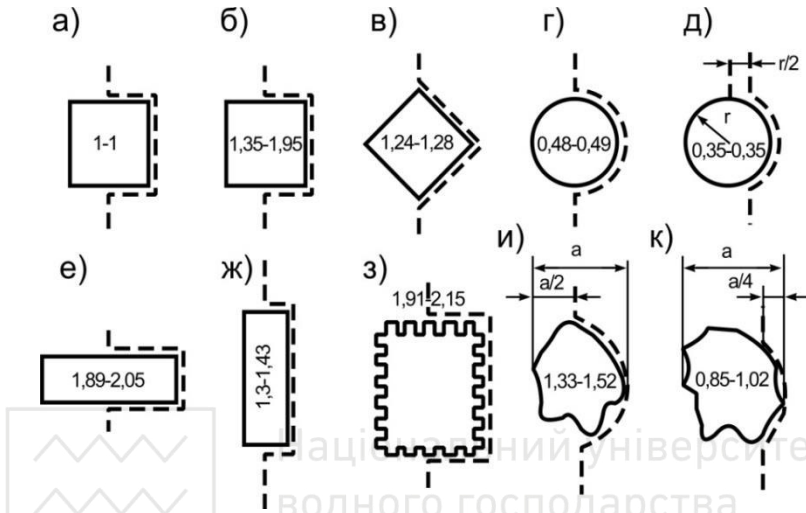 а) б) в) г) д)
r/2
r
1-1 1,35-1,95 1,24-1,28 0,48-0,49 0,35-0,35
е) ж) з) и) к)
a a
a/2 a/4
1,91-2,15
1,89-2,05 1,3-1,43 1,33-1,52 0,85-1,02
Національний університе
водного господарства